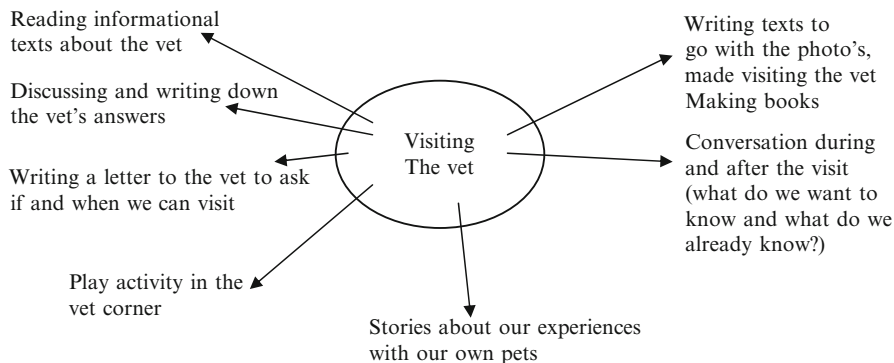 Reading informational
texts about the vet
Discussing and writing down
the vet's answers
Writing a letter to the vet to ask
if and when we can visit
Play activity in the
vet corner
Visiting
The vet
Stories about our experiences
with our own pets
Writing texts to
go with the photo's,
made visiting the vet
Making books
Conversation during
and after the visit
(what do we want to
know and what do we
already know?)